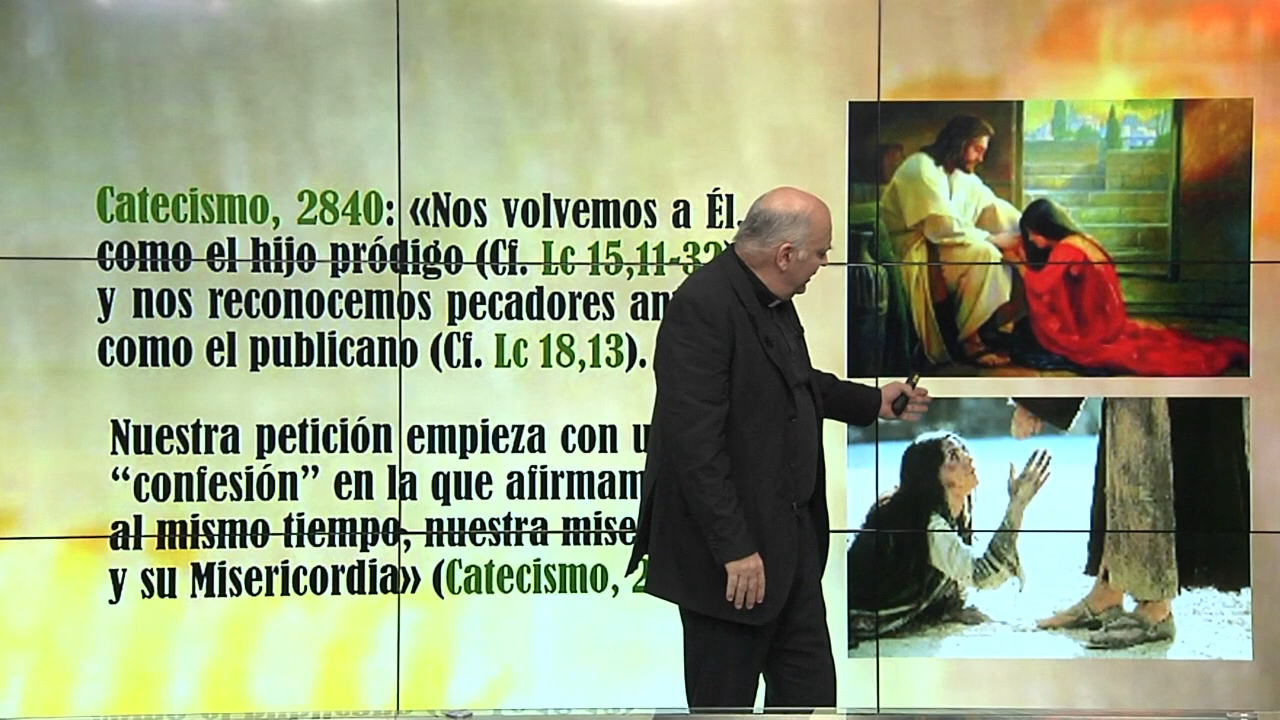 Catecismo, 2840: «Nos volvemos a Él,
como el hijo pródigo (Cf. Lc 15,11-32)
y nos reconocemos pecadores
como el publicano (Cf. Lc 18,13).
Nuestra petición empieza con
“confesión” en la que afirmam
al mismo tiempo, nuestra mise
y su Misericordia» (Catecismo, 2